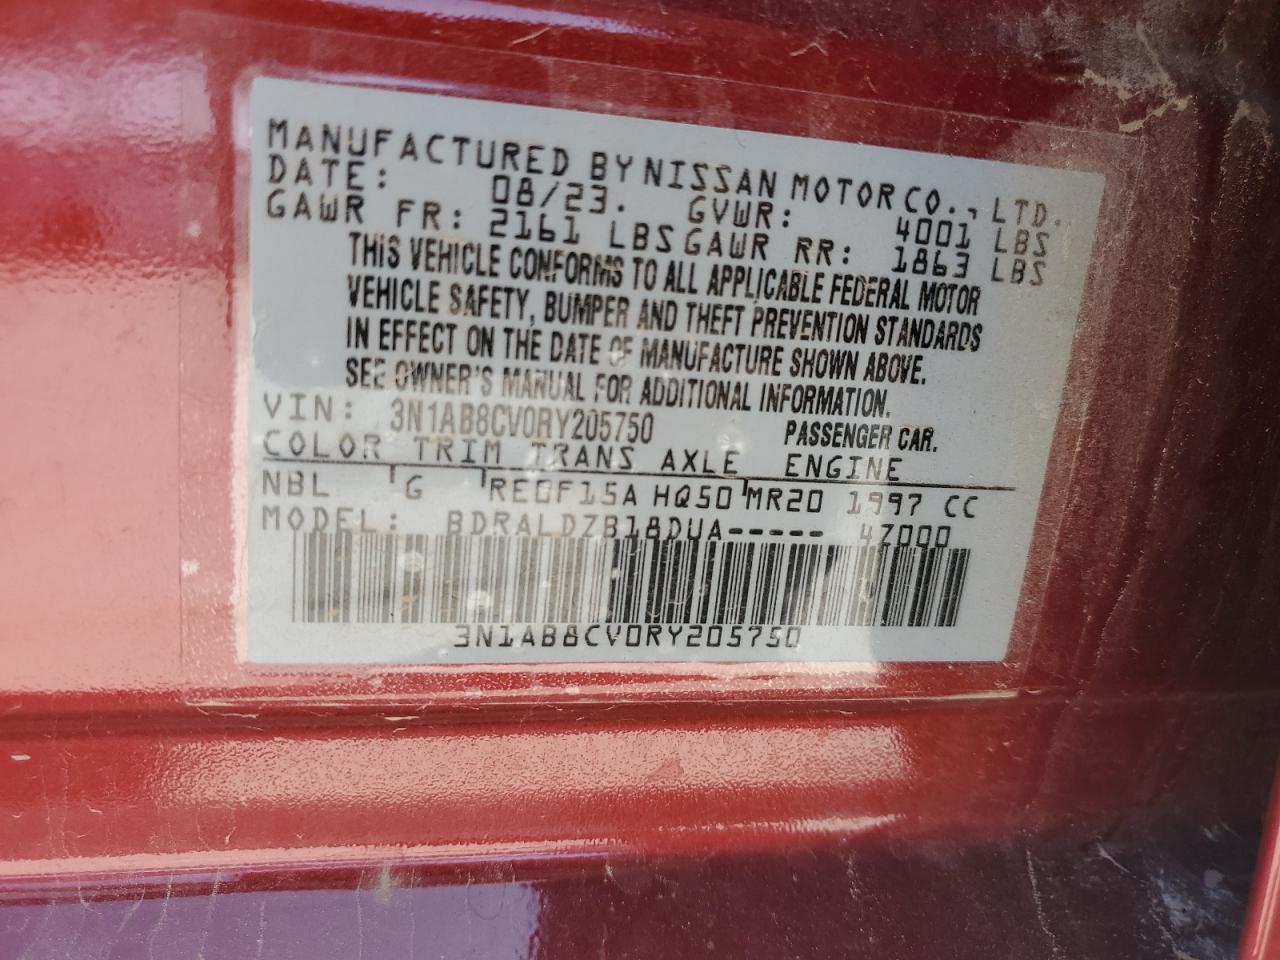 MANUFACTURED BY NISSAN MOTOR CO., LTD.
DATE: 08/23. GVWR: 4001 LBS
GAWR FR: 2161 LBS GAWR RR: 1863 LBS
THIS VEHICLE CONFORMS TO ALL APPLICABLE FEDERAL MOTOR
VEHICLE SAFETY, BUMPER AND THEFT PREVENTION STANDARDS
IN EFFECT ON THE DATE OF MANUFACTURE SHOWN ABOVE.
SEE OWNER'S MANUAL FOR ADDITIONAL INFORMATION.
VIN: 3N1AB8CV0RY205750 PASSENGER CAR.
COLOR TRIM TRANS AXLE ENGINE
NBL G RE0F15A HQ50 MR20 1997 CC
MODEL: BDRALDZB18DUA----- 47000
3N1AB8CV0RY205750